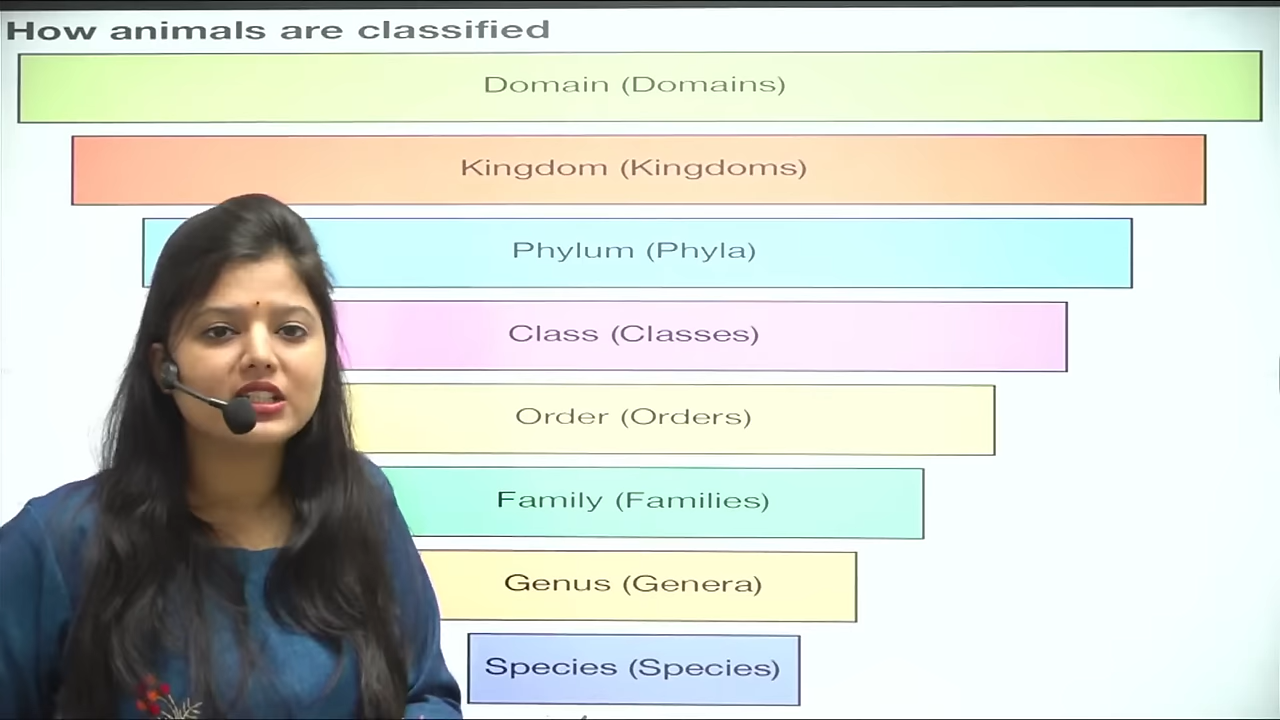 How animals are classified
Domain (Domains)
Kingdom (Kingdoms)
Phylum (Phyla)
Class (Classes)
Order (Orders)
Family (Families)
Genus (Genera)
Species (Species)